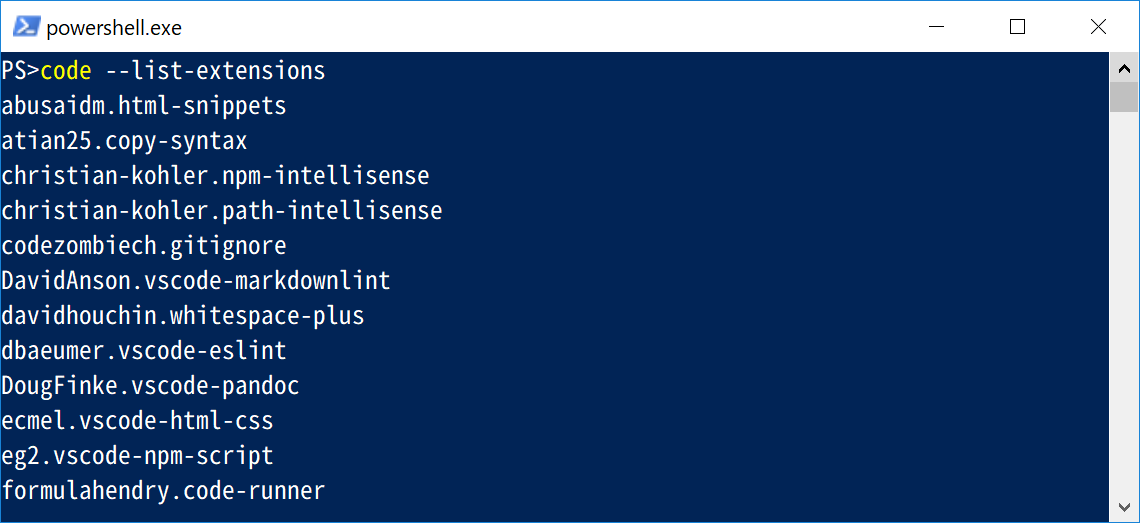 powershell.exe
PS>code --list-extensions
abusaidm.html-snippets
atian25.copy-syntax
christian-kohler.npm-intellisense
christian-kohler.path-intellisense
codezombiech.gitignore
DavidAnson.vscode-markdownlint
davidhouchin.whitespace-plus
dbaeumer.vscode-eslint
DougFinke.vscode-pandoc
ecmel.vscode-html-css
eg2.vscode-npm-script
formulahendry.code-runner